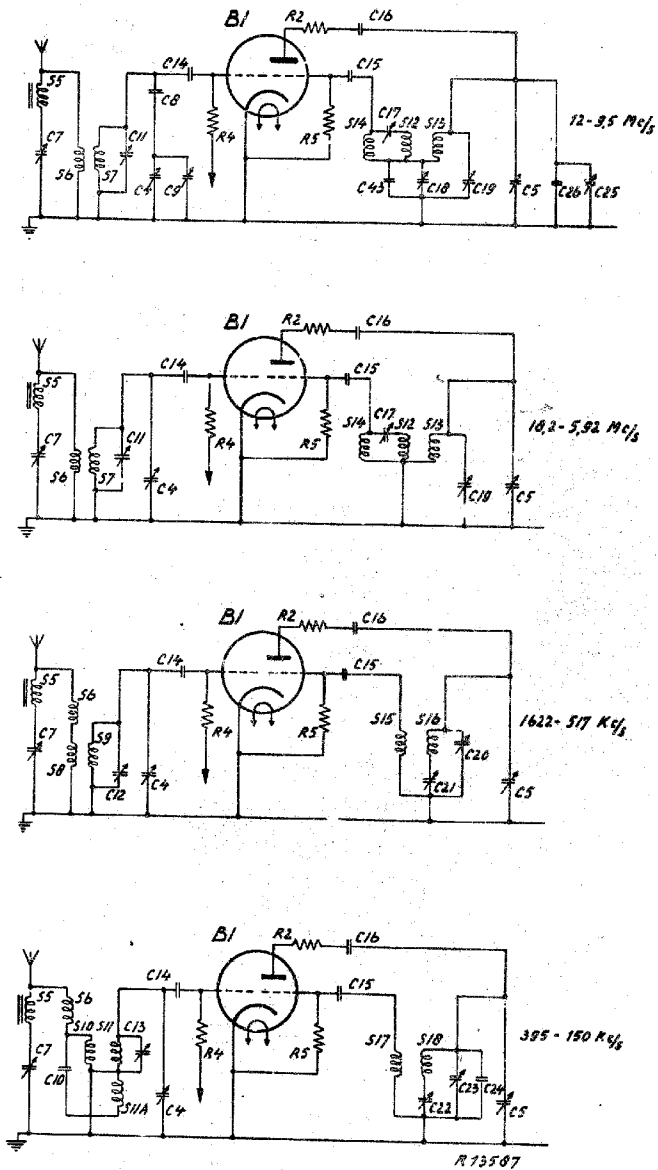 B1
R2 C16
S5 C14 C15
C7 C8 C17
C11 R4 R5 S14 S12 S13 12-9,5 Mc/s
S6 S7 C4 C9 C43 C18 C19 C5 C26 C25
B1
R2 C16
S5 C14 C15
C7 C11 R4 R5 S14 C17 S12 S13 18,2-5,92 Mc/s
S6 S7 C4 C19 C5
B1
R2 C16
C14 C15
S5 S6
C7 S9 R4 R5 S15 S16 C20 1622-517 Kc/s
S8 C12 C4 C21 C5
B1
R2 C16
C14 C15
S5 S6
C7 S10 S11 C13 R4 R5 S17 S18 395-150 Kc/s
C10 S11A C4 C22 C23 C24 C5
R13587